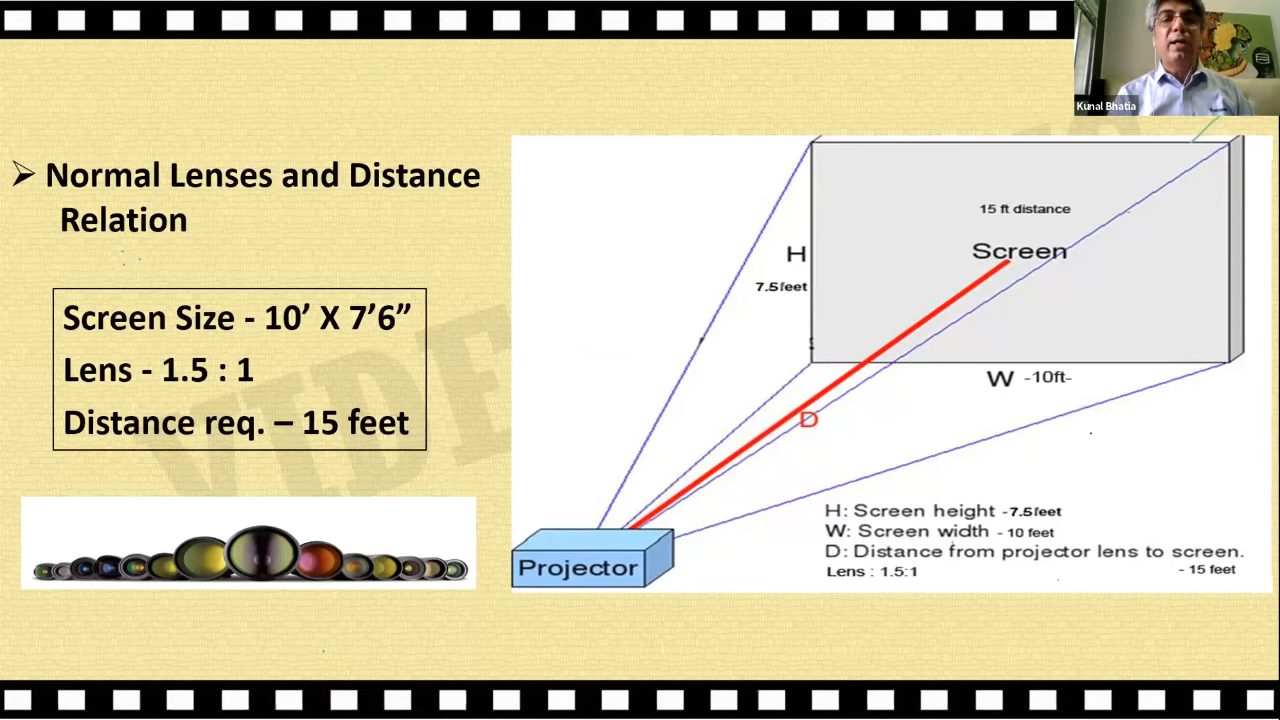 Kunal Bhatia
➢ Normal Lenses and Distance
Relation
Screen Size - 10’ X 7’6”
Lens - 1.5 : 1
Distance req. – 15 feet
15 ft distance
Screen
H
7.5feet
W -10ft-
D
Projector
H: Screen height -7.5feet
W: Screen width - 10 feet
D: Distance from projector lens to screen.
- 15 feet
Lens : 1.5:1